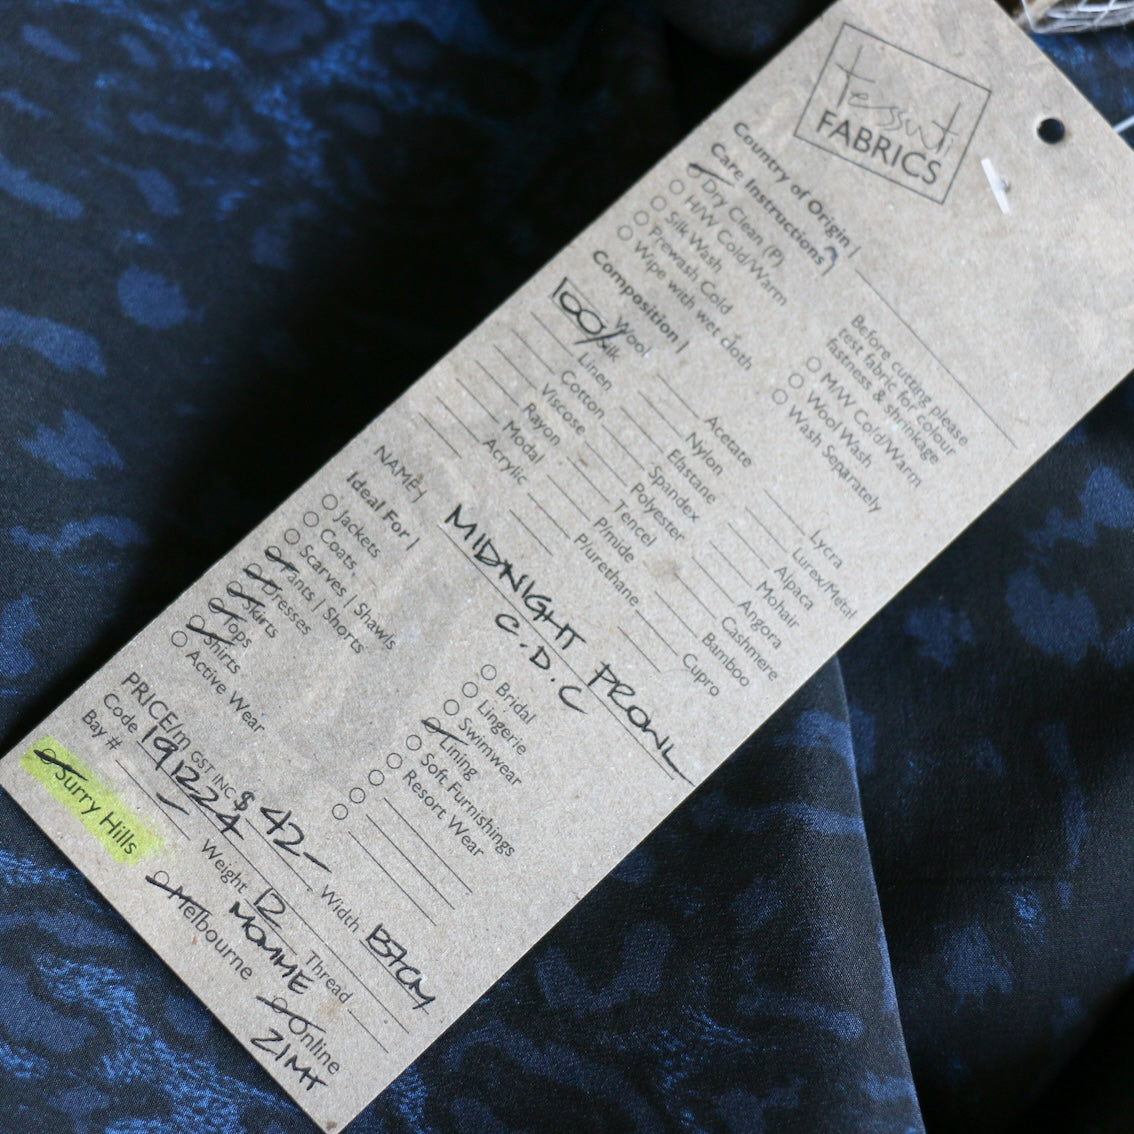 tessuti
FABRICS
Country of Origin |
Care Instructions
Dry Clean (P)
H/W Cold/Warm
Silk Wash
Prewash Cold
Wipe with wet cloth
Before cutting please
test fabric for colour
fastness & shrinkage
M/W Cold/Warm
Wool Wash
Wash Separately
Composition |
Wool
100% Silk
Linen
Cotton
Viscose
Rayon
Modal
Acrylic
Acetate
Nylon
Elastane
Spandex
Polyester
Tencel
P/mide
P/urethane
Lycra
Lurex/Metal
Alpaca
Mohair
Angora
Cashmere
Bamboo
Cupro
NAME | MIDNIGHT PROWL
C.D.C
Ideal For |
Jackets
Coats
Scarves | Shawls
Pants | Shorts
Dresses
Skirts
Tops
Shirts
Active Wear
Bridal
Lingerie
Swimwear
Lining
Soft Furnishings
Resort Wear
PRICE/m GST INC $ 42-
Code 191224 Width 137CM
Bay # Weight 12 MOMME Thread
Surry Hills Melbourne Online
21MT